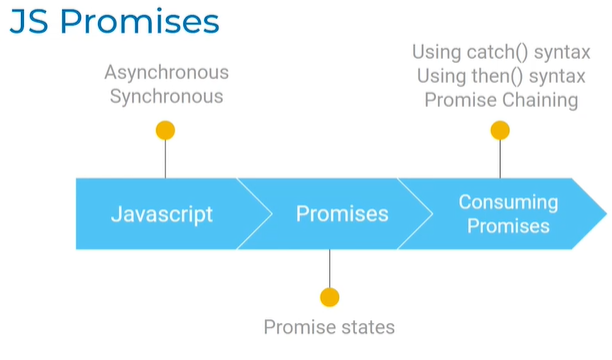 JS Promises
Asynchronous
Synchronous
Using catch() syntax
Using then() syntax
Promise Chaining
Javascript
Promises
Consuming
Promises
Promise states